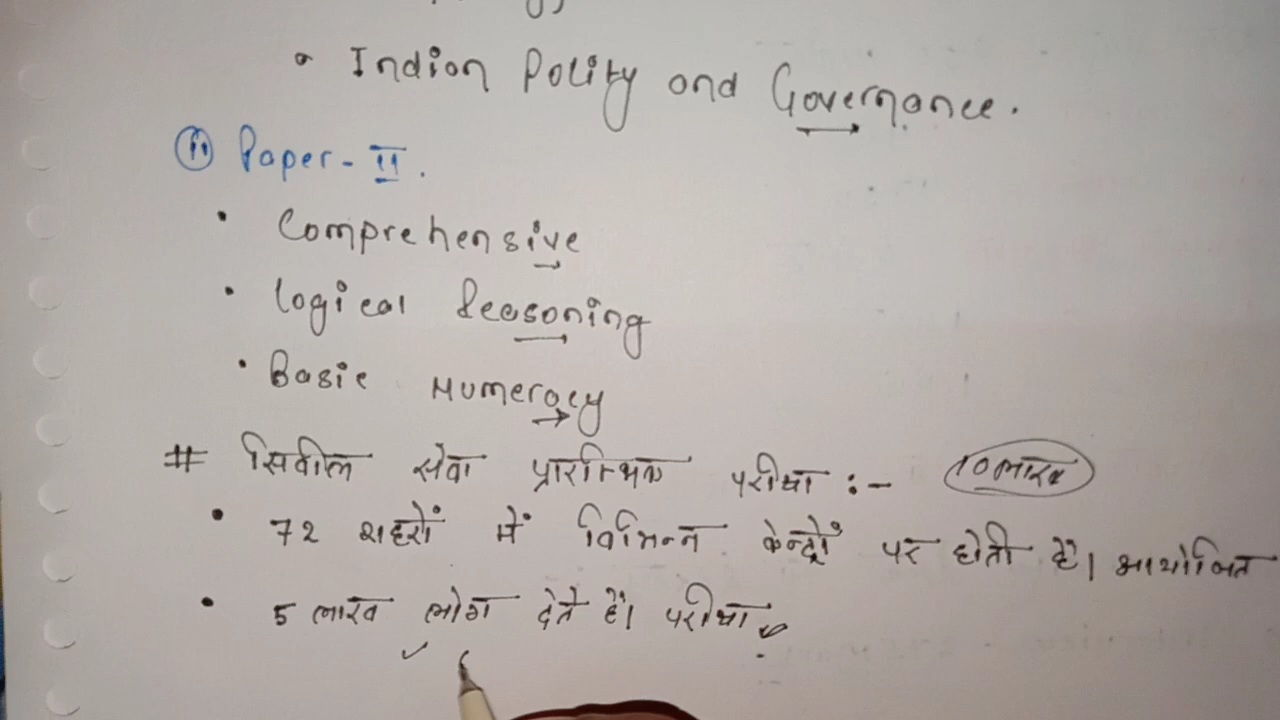 • Indian Polity and Governance.
(ii) Paper - II.
• Comprehensive
• Logical Reasoning
• Basic Numeracy
# सिवील सेवा प्रारम्भिक परीक्षा :- 10 लाख
• 72 शहरों में विभिन्न केन्द्रों पर होती हैं। आयोजित
• 5 लाख लोग देते हैं। परीक्षा